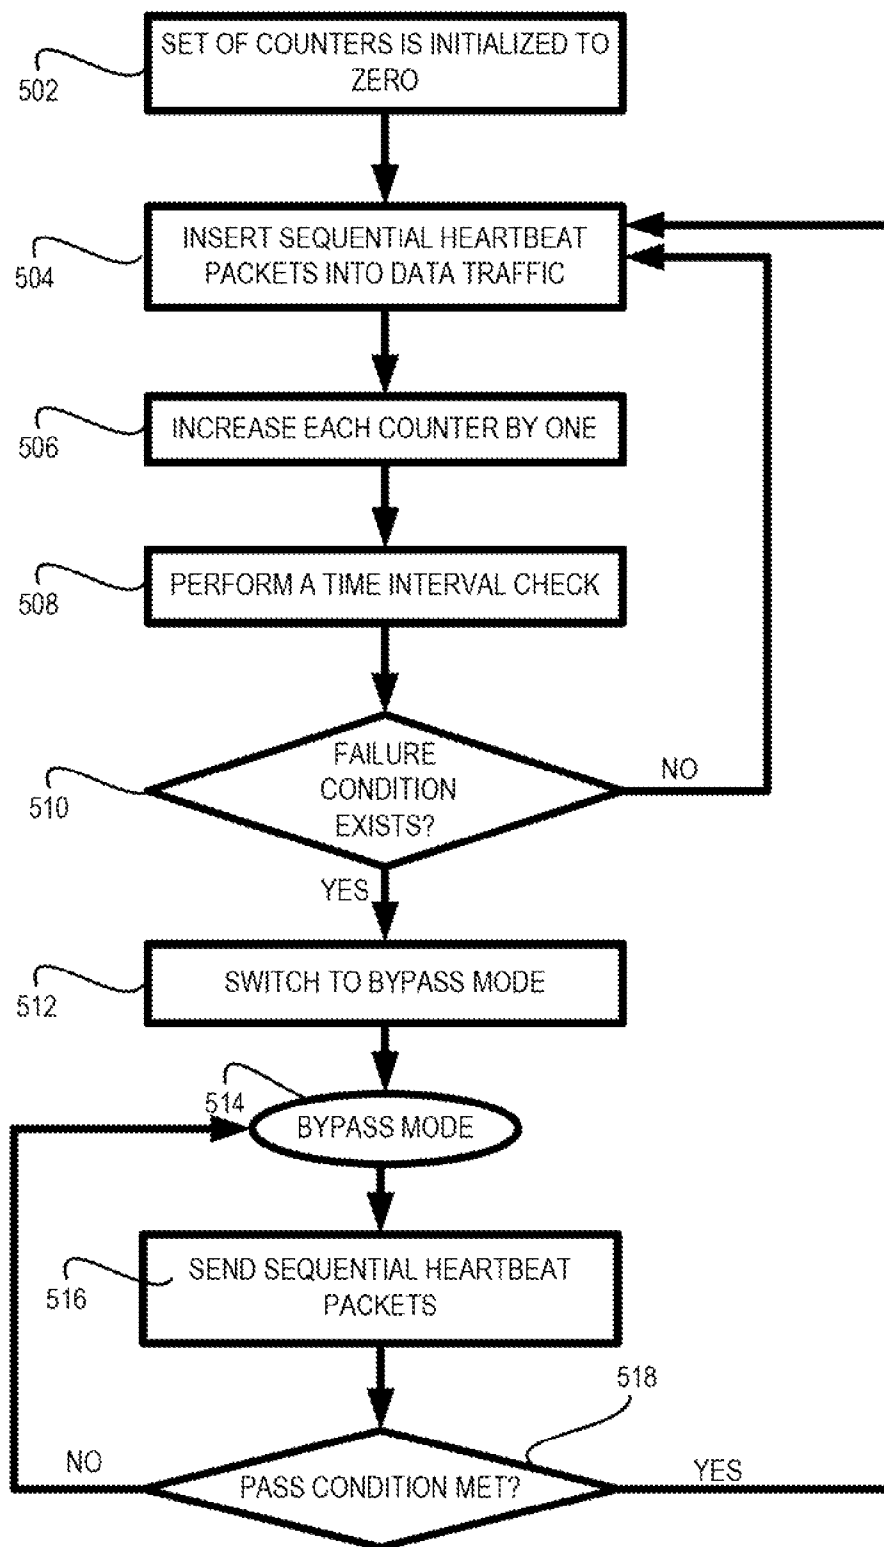 SET OF COUNTERS IS INITIALIZED TO
ZERO
502
INSERT SEQUENTIAL HEARTBEAT
PACKETS INTO DATA TRAFFIC
504
INCREASE EACH COUNTER BY ONE
506
PERFORM A TIME INTERVAL CHECK
508
FAILURE
CONDITION
EXISTS?
NO
510
YES
SWITCH TO BYPASS MODE
512
514
BYPASS MODE
SEND SEQUENTIAL HEARTBEAT
PACKETS
516
518
NO
PASS CONDITION MET?
YES